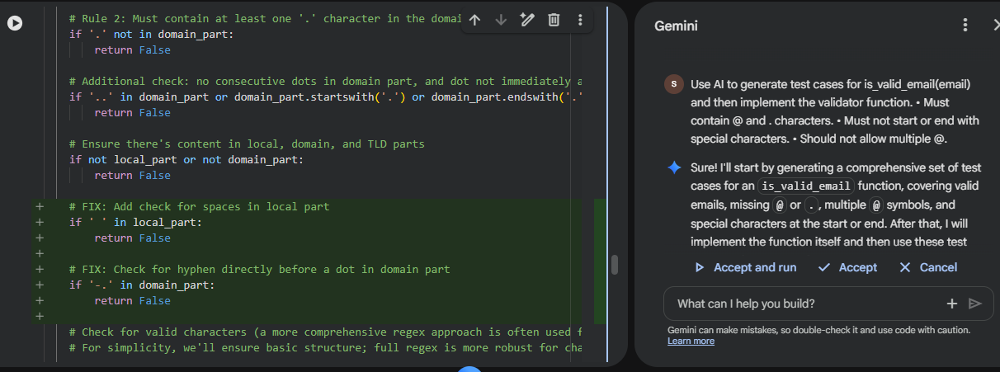 # Rule 2: Must contain at least one '.' character in the domai
if '.' not in domain_part:
return False
# Additional check: no consecutive dots in domain part, and dot not immediately a
if '..' in domain_part or domain_part.startswith('.') or domain_part.endswith('.'
return False
# Ensure there's content in local, domain, and TLD parts
if not local_part or not domain_part:
return False
+ # FIX: Add check for spaces in local part
+ if ' ' in local_part:
+ return False
+
+ # FIX: Check for hyphen directly before a dot in domain part
+ if '-.' in domain_part:
+ return False
+
# Check for valid characters (a more comprehensive regex approach is often used f
# For simplicity, we'll ensure basic structure; full regex is more robust for cha
Gemini
S
Use AI to generate test cases for is_valid_email(email)
and then implement the validator function. • Must
contain @ and . characters. • Must not start or end with
special characters. • Should not allow multiple @.
Sure! I'll start by generating a comprehensive set of test
cases for an is_valid_email function, covering valid
emails, missing @ or ., multiple @ symbols, and
special characters at the start or end. After that, I will
implement the function itself and then use these test
Accept and run Accept Cancel
What can I help you build?
Gemini can make mistakes, so double-check it and use code with caution.
Learn more